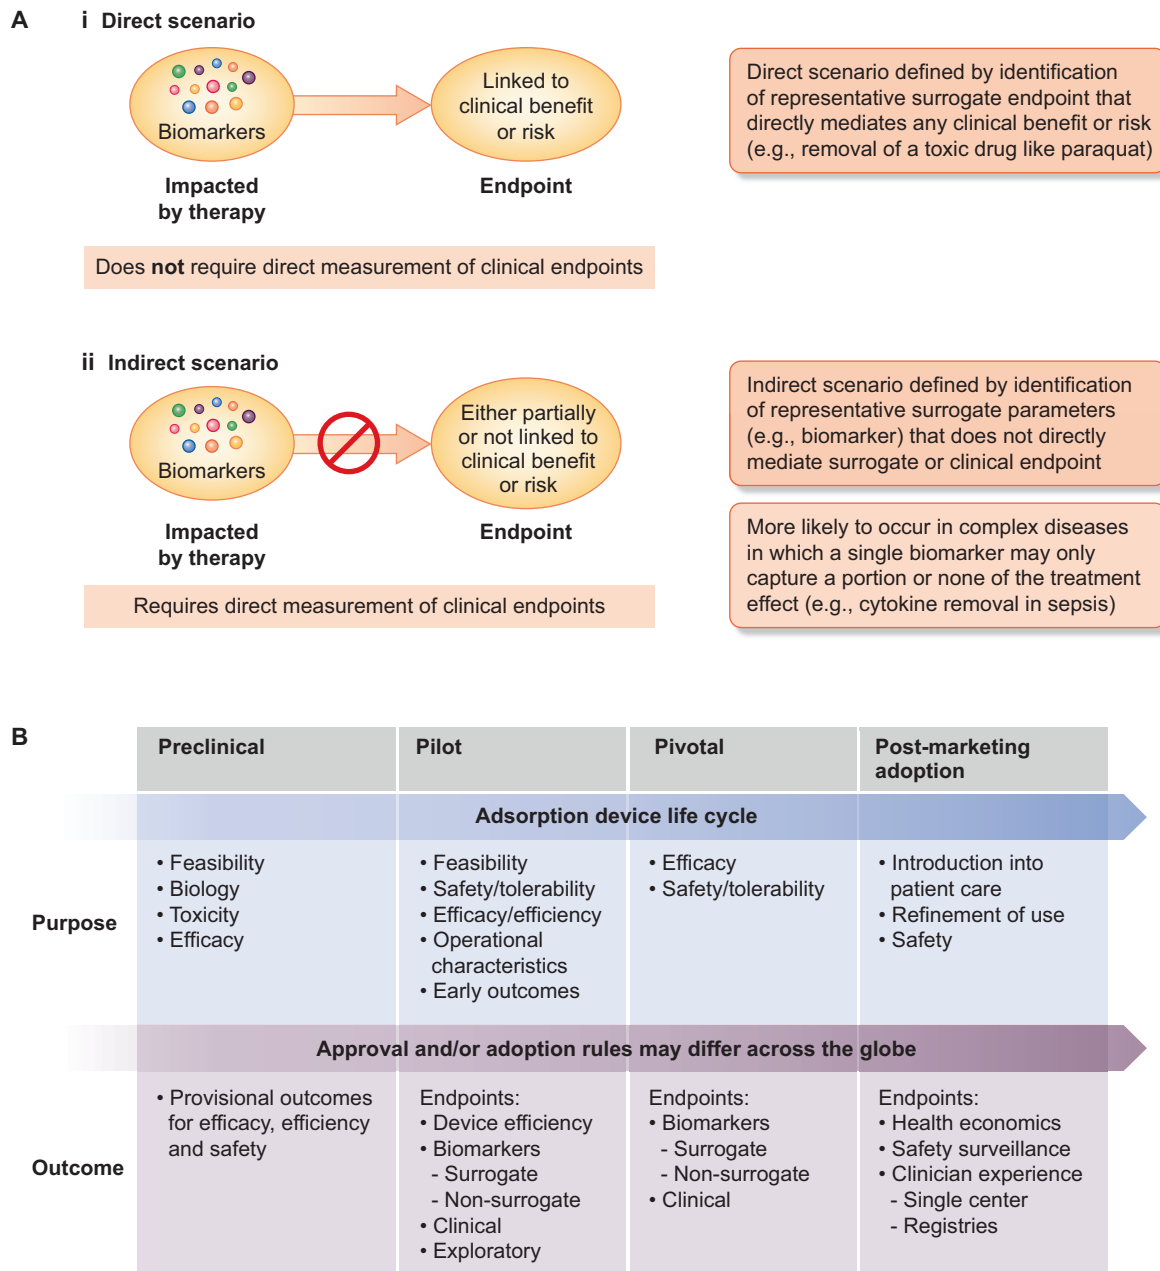 A
i Direct scenario
Biomarkers
Linked to
clinical benefit
or risk
Impacted
by therapy
Endpoint
Does not require direct measurement of clinical endpoints
Direct scenario defined by identification
of representative surrogate endpoint that
directly mediates any clinical benefit or risk
(e.g., removal of a toxic drug like paraquat)
ii Indirect scenario
Biomarkers
Either partially
or not linked to
clinical benefit
or risk
Impacted
by therapy
Endpoint
Requires direct measurement of clinical endpoints
Indirect scenario defined by identification
of representative surrogate parameters
(e.g., biomarker) that does not directly
mediate surrogate or clinical endpoint
More likely to occur in complex diseases
in which a single biomarker may only
capture a portion or none of the treatment
effect (e.g., cytokine removal in sepsis)
B
Preclinical
Pilot
Pivotal
Post-marketing
adoption
Adsorption device life cycle
Purpose
• Feasibility
• Biology
• Toxicity
• Efficacy
• Feasibility
• Safety/tolerability
• Efficacy/efficiency
• Operational
characteristics
• Early outcomes
• Efficacy
• Safety/tolerability
• Introduction into
patient care
• Refinement of use
• Safety
Approval and/or adoption rules may differ across the globe
Outcome
• Provisional outcomes
for efficacy, efficiency
and safety
Endpoints:
• Device efficiency
• Biomarkers
- Surrogate
- Non-surrogate
• Clinical
• Exploratory
Endpoints:
• Biomarkers
- Surrogate
- Non-surrogate
• Clinical
Endpoints:
• Health economics
• Safety surveillance
• Clinician experience
- Single center
- Registries